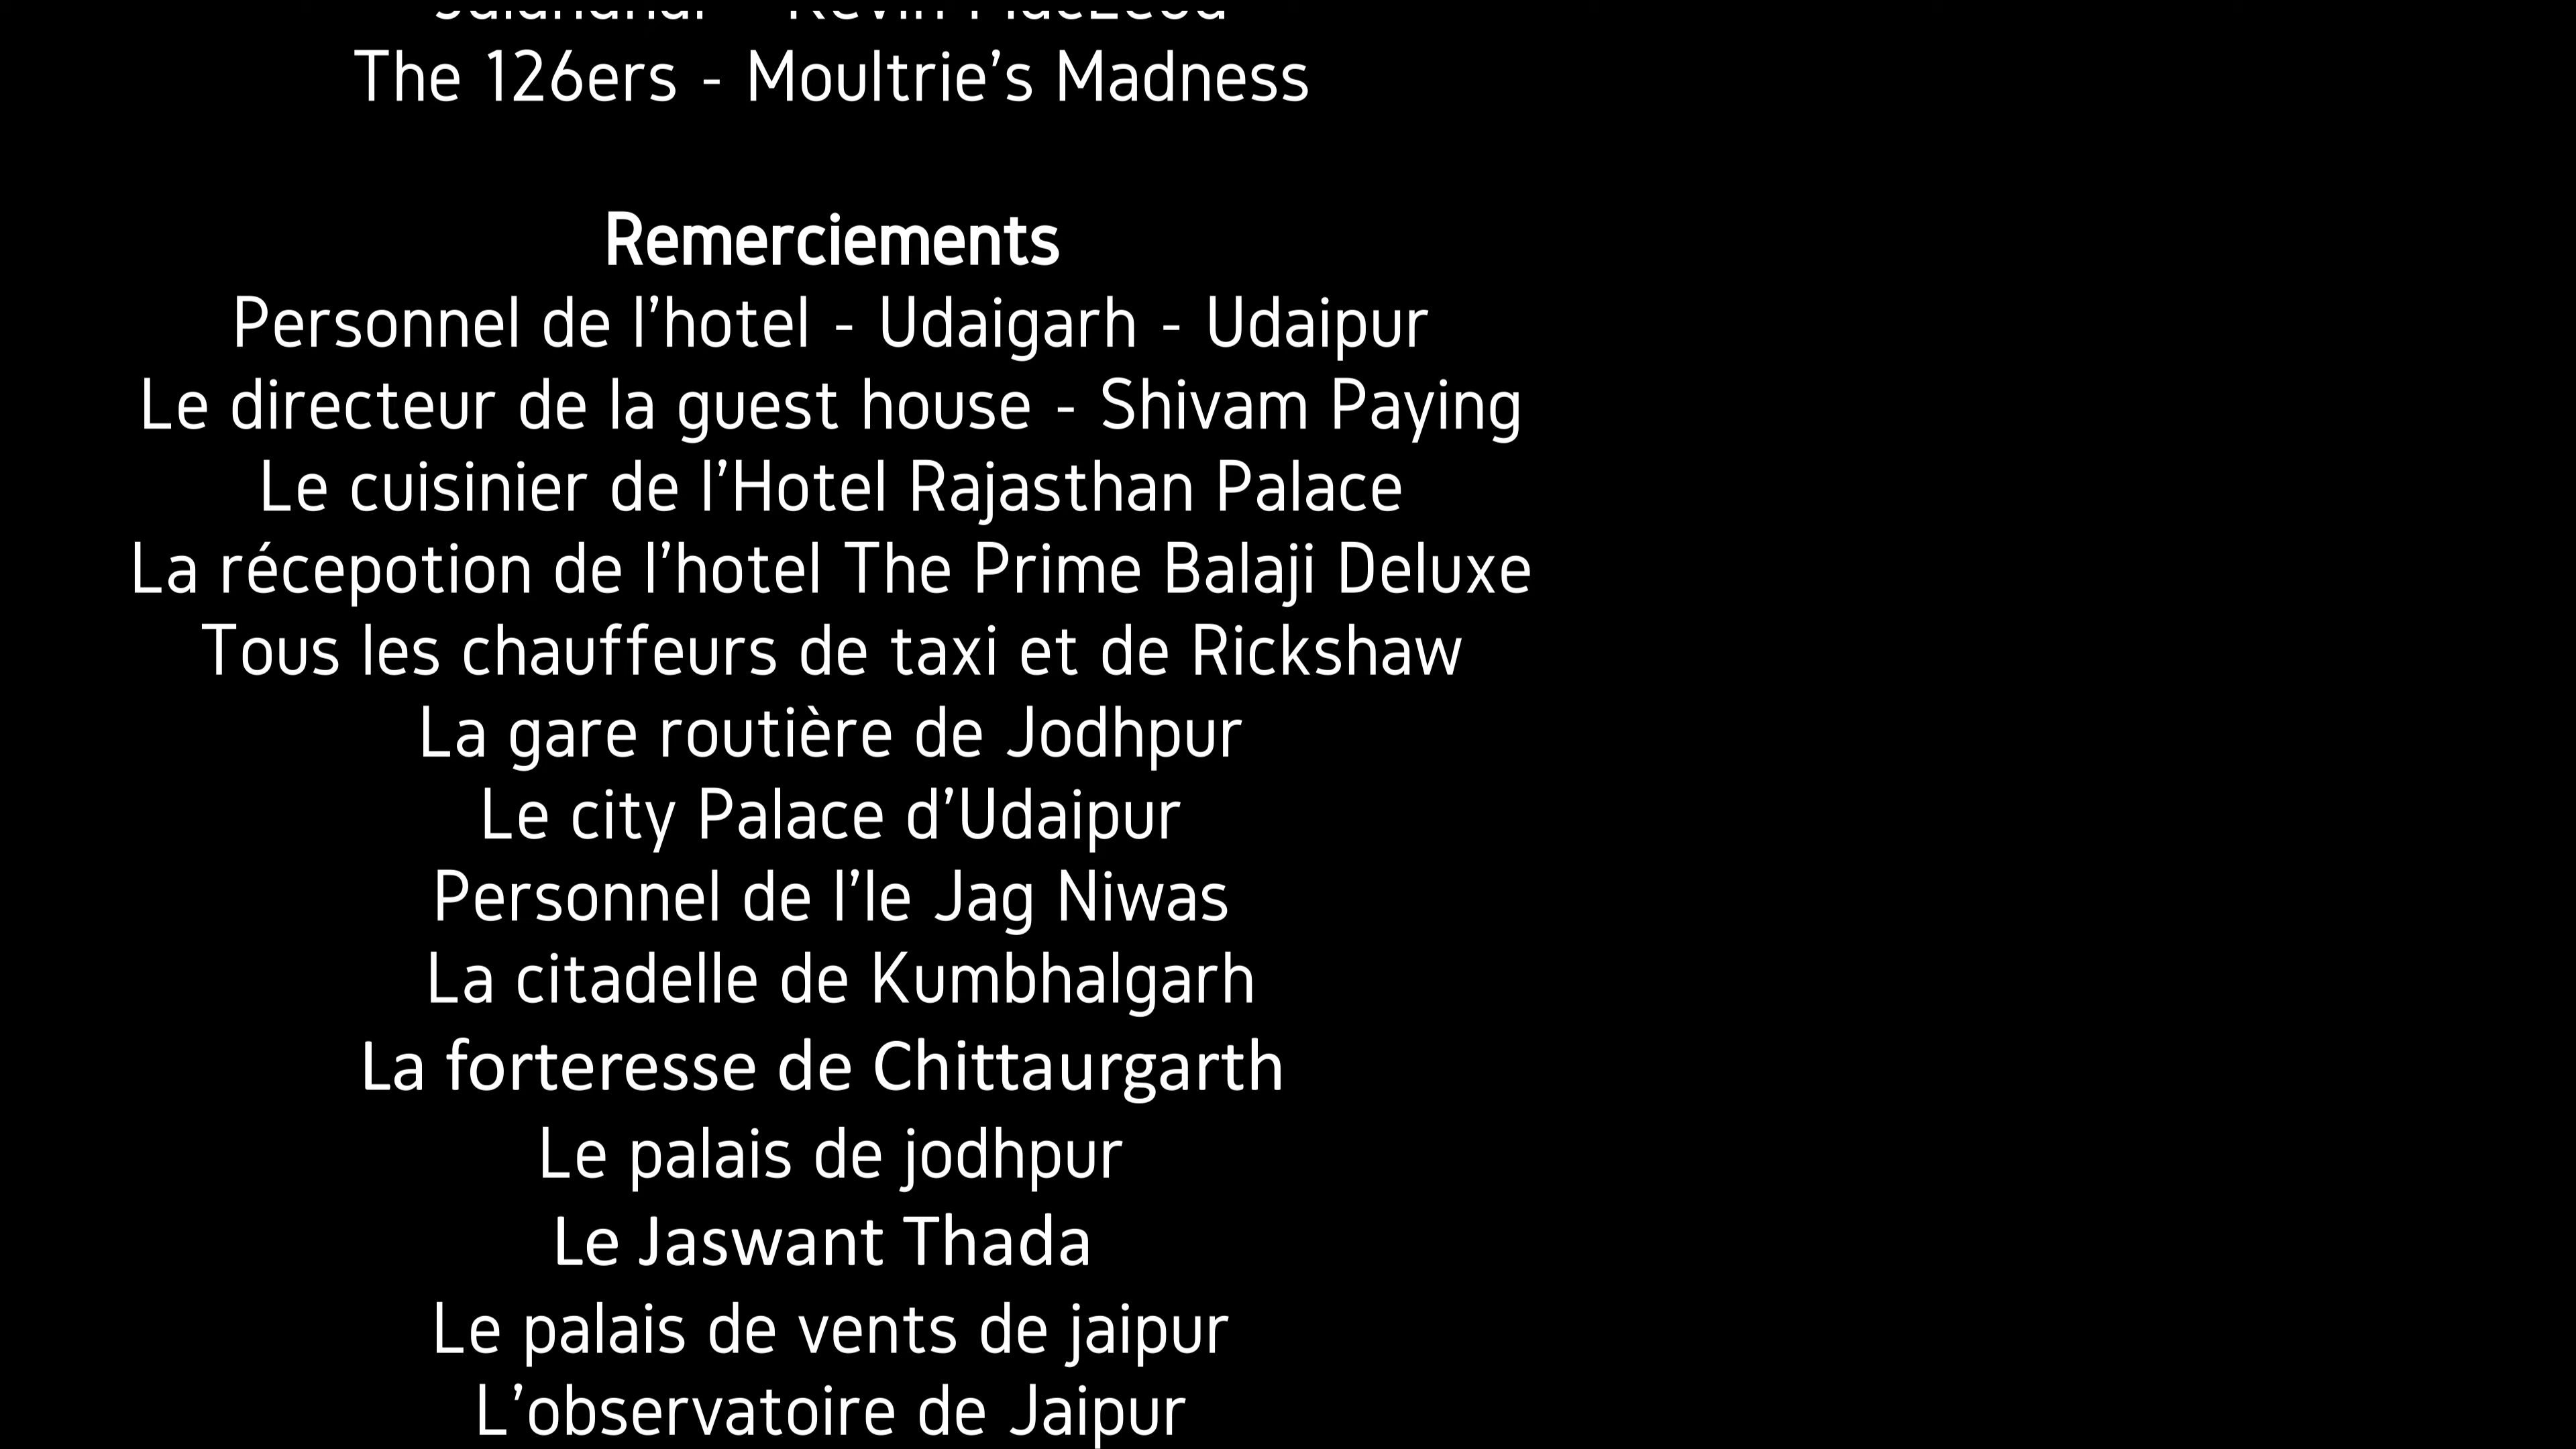 Kevin MacLeod
The 126ers - Moultrie’s Madness
Remerciements
Personnel de l’hotel - Udaigarh - Udaipur
Le directeur de la guest house - Shivam Paying
Le cuisinier de l’Hotel Rajasthan Palace
La récepotion de l’hotel The Prime Balaji Deluxe
Tous les chauffeurs de taxi et de Rickshaw
La gare routière de Jodhpur
Le city Palace d’Udaipur
Personnel de l’le Jag Niwas
La citadelle de Kumbhalgarh
La forteresse de Chittaurgarth
Le palais de jodhpur
Le Jaswant Thada
Le palais de vents de jaipur
L’observatoire de Jaipur